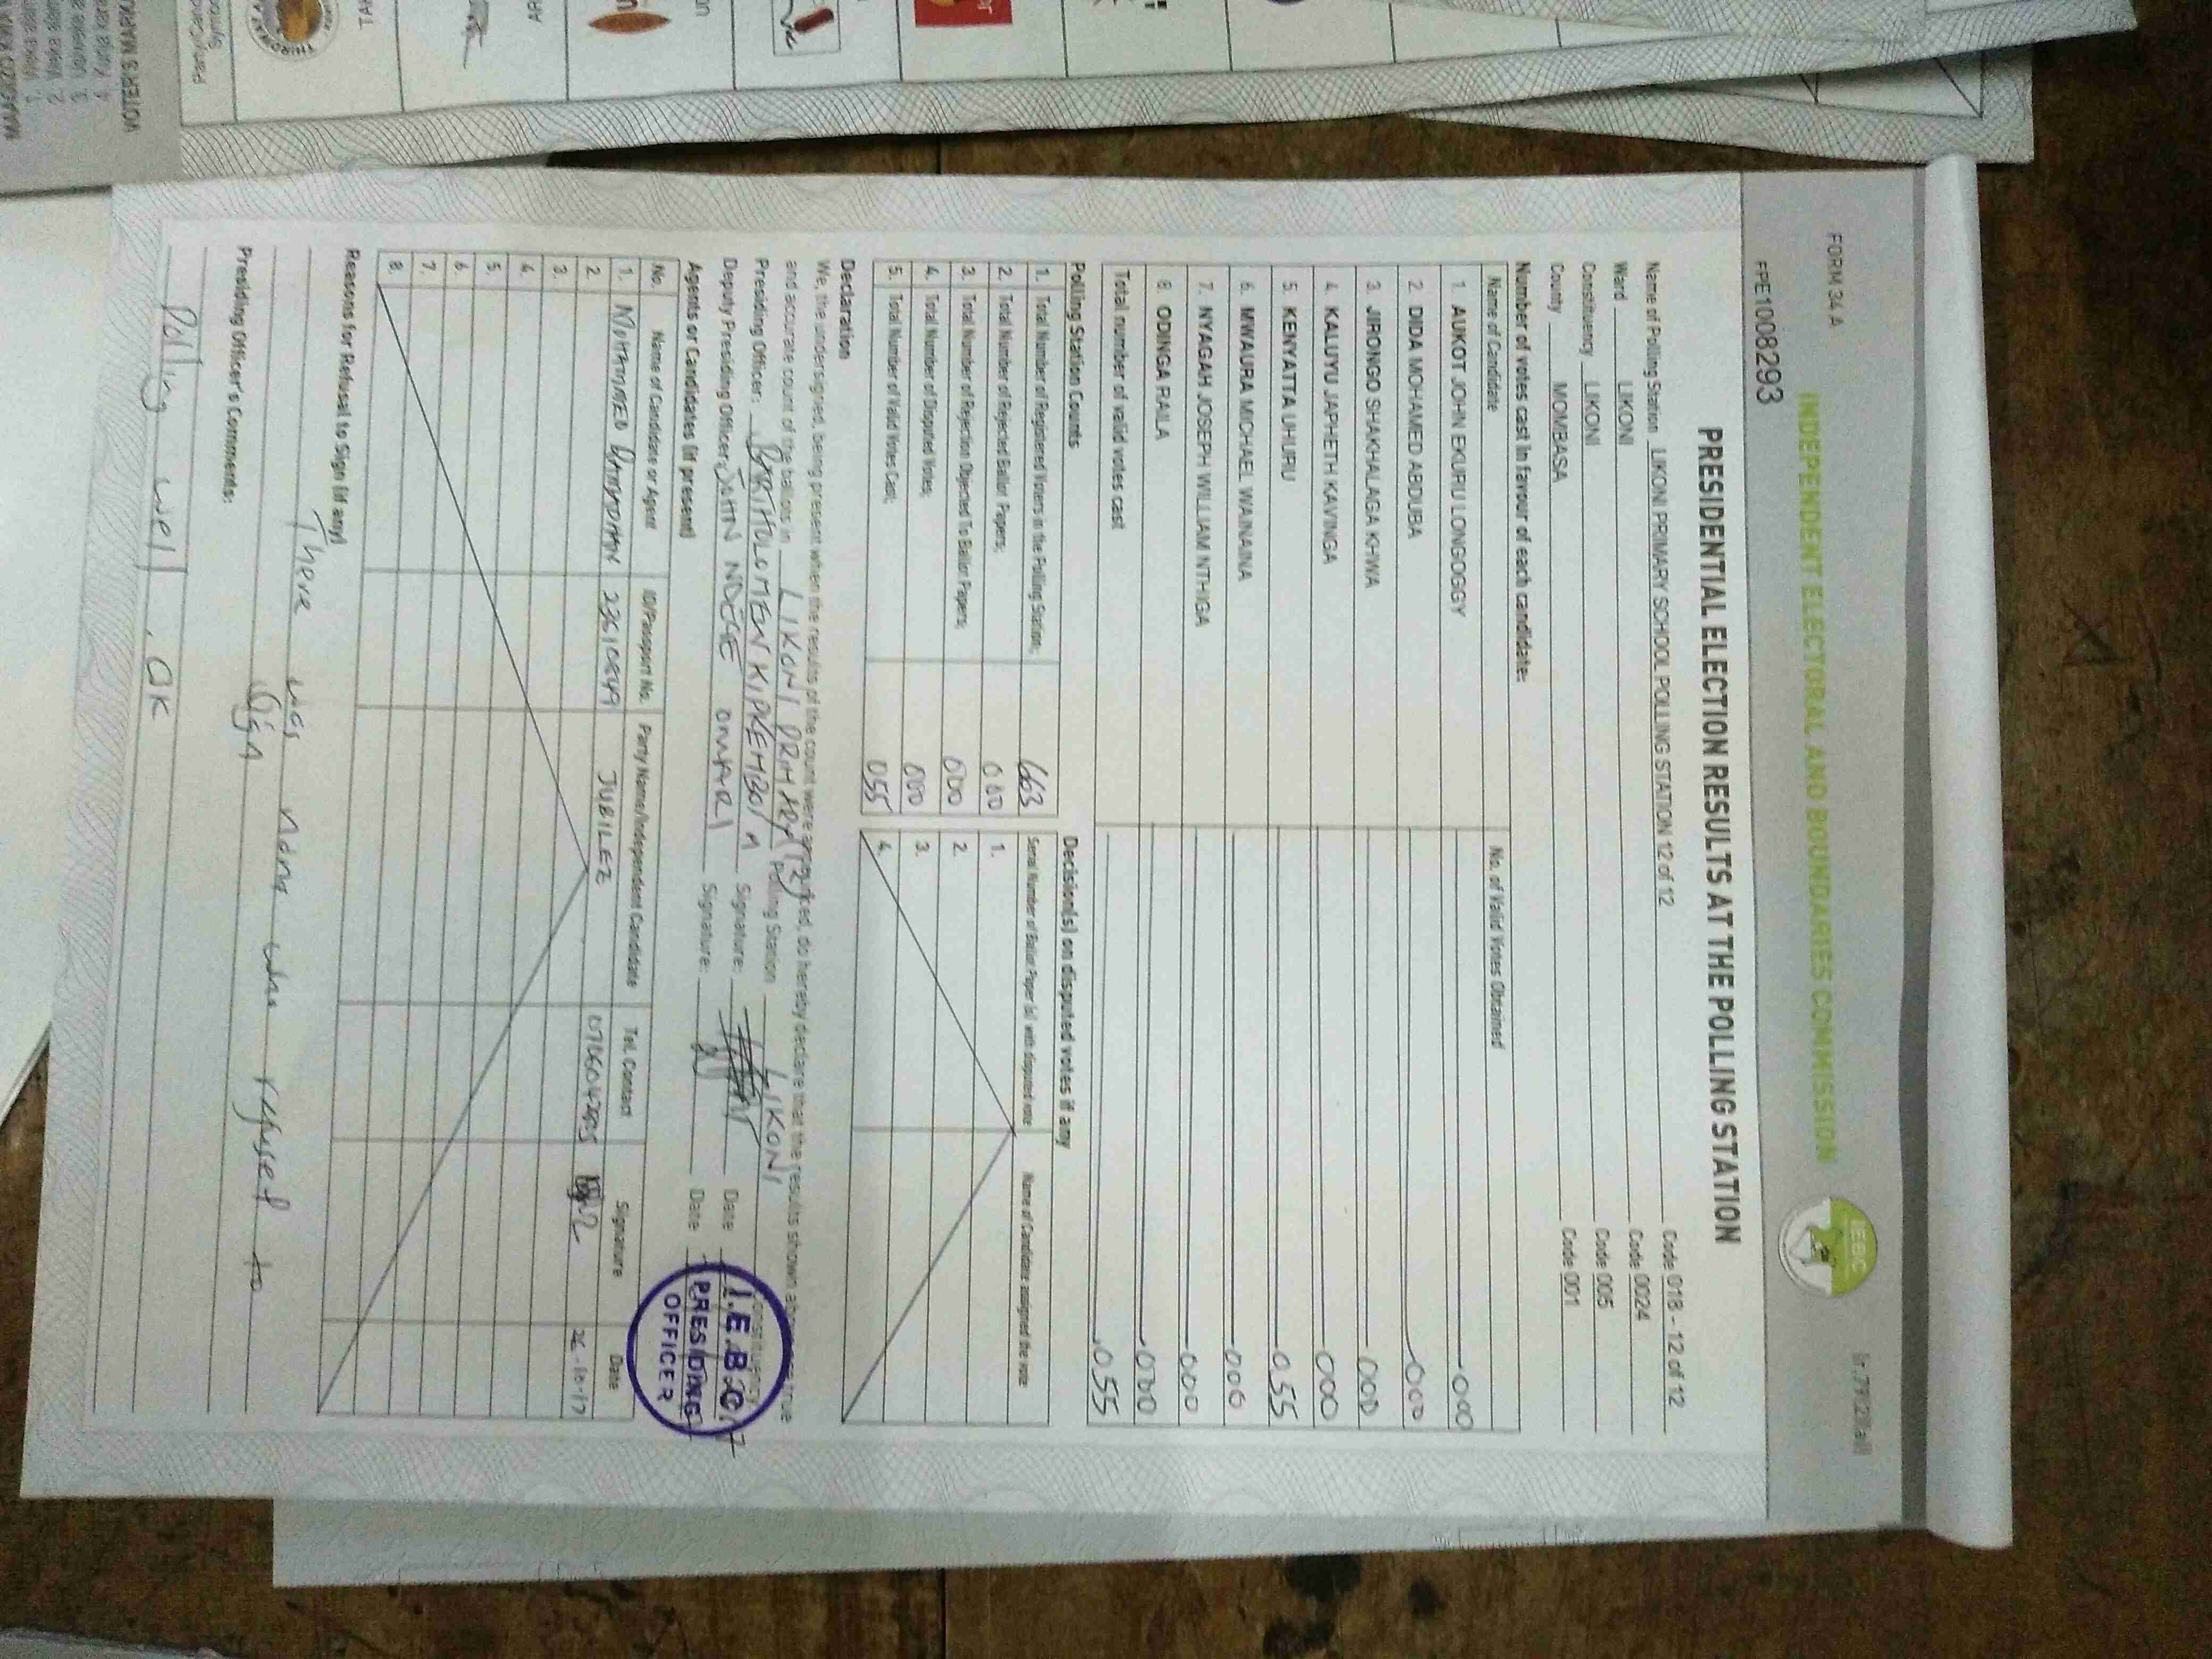 FORM 34 A
INDEPENDENT ELECTORAL AND BOUNDARIES COMMISSION
IEBC
PRESIDENTIAL ELECTION RESULTS AT THE POLLING STATION
Name of Polling Station LIKONI PRIMARY SCHOOL POLLING STATION 12 of 12 Code 018 - 12 of 12
Ward LIKONI Code 0024
Constituency LIKONI Code 005
County MOMBASA Code 001
Number of votes cast in favour of each candidate:
Name of Candidate No. of Valid Votes Obtained
1. AUKOT JOHN EKURU LONGOGGY 000
2. DIDA MOHAMED ABDUBA 000
3. JIRONGO SHAKHALAGA KHWA 000
4. KALUYU JAPHETH KAVINGA 000
5. KENYATTA UHURU 055
6. MWAURA MICHAEL WAINAINA 000
7. NYAGAH JOSEPH WILLIAM NTHIGA 000
8. ODINGA RAILA 000
Total number of valid votes cast 055
Polling Station Counts
1. Total Number of Registered Voters in the Polling Station; 663
2. Total Number of Rejected Ballot Papers; 000
3. Total Number of Rejection Objected To Ballot Papers; 000
4. Total Number of Disputed Votes; 000
5. Total Number of Valid Votes Cast; 055
Decision(s) on disputed votes if any
Serial Number of Ballot Paper (s) with disputed vote Name of Candidate assigned the vote
1.
2.
3.
4.
Declaration
We, the undersigned, being present when the results of the count were announced, do hereby declare that the results shown above are true
and accurate count of the ballots in LIKONI PRIMARY (12) Polling Station LIKONI Constituency
Presiding Officer: Signature: Date
Deputy Presiding Officer: JOHN NDEGE OMARI Signature: Date
I.E.B.C.
PRESIDING
OFFICER
Agents or Candidates (if present)
No. Name of Candidate or Agent ID/Passport No. Party Name/Independent Candidate Tel. Contact Signature Date
1. MOHAMMED JUBILEE 26-10-17
2.
3.
4.
5.
6.
7.
8.
Reasons for Refusal to Sign (if any)
There was none who refused to
Sign
Presiding Officer's Comments:
Polling well, OK
VOTER'S MARK